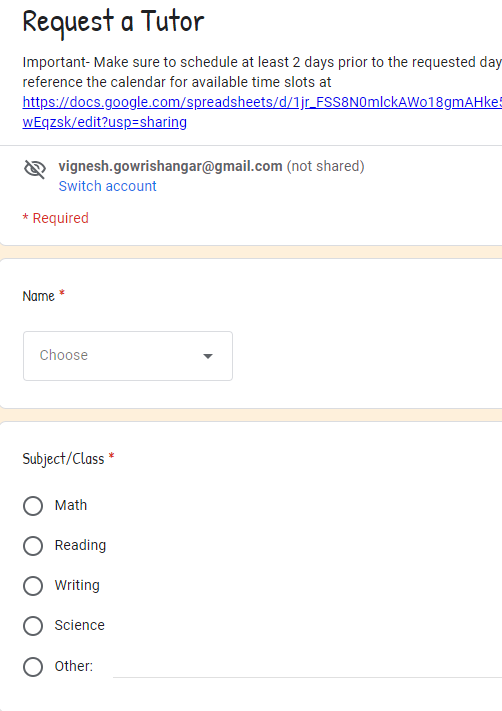 Request a Tutor
Important- Make sure to schedule at least 2 days prior to the requested day
reference the calendar for available time slots at
https://docs.google.com/spreadsheets/d/1jr_FSS8N0mlckAWo18gmAHke5
wEqzsk/edit?usp=sharing
vignesh.gowrishangar@gmail.com (not shared)
Switch account
* Required
Name *
Choose
Subject/Class *
Math
Reading
Writing
Science
Other: